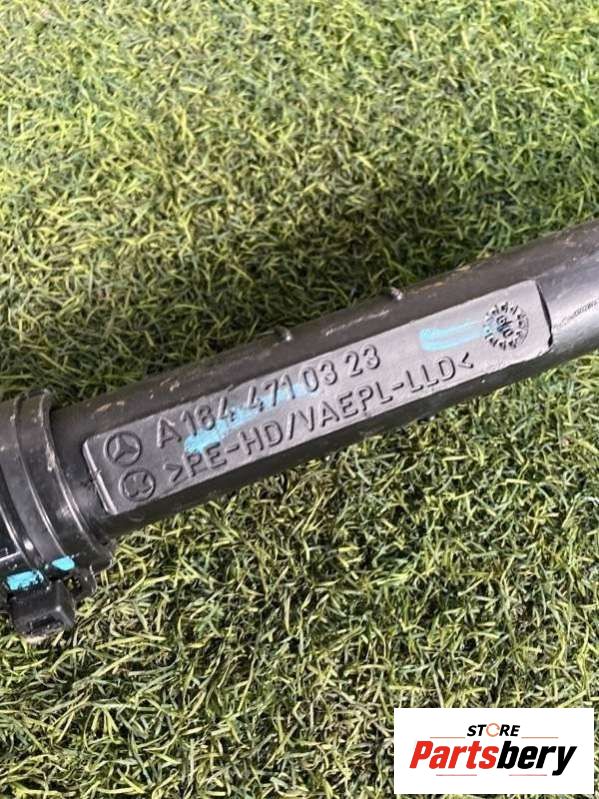 A 164 471 03 23
>PE-HD/VAEPL-LLD<
STORE
Partsbery